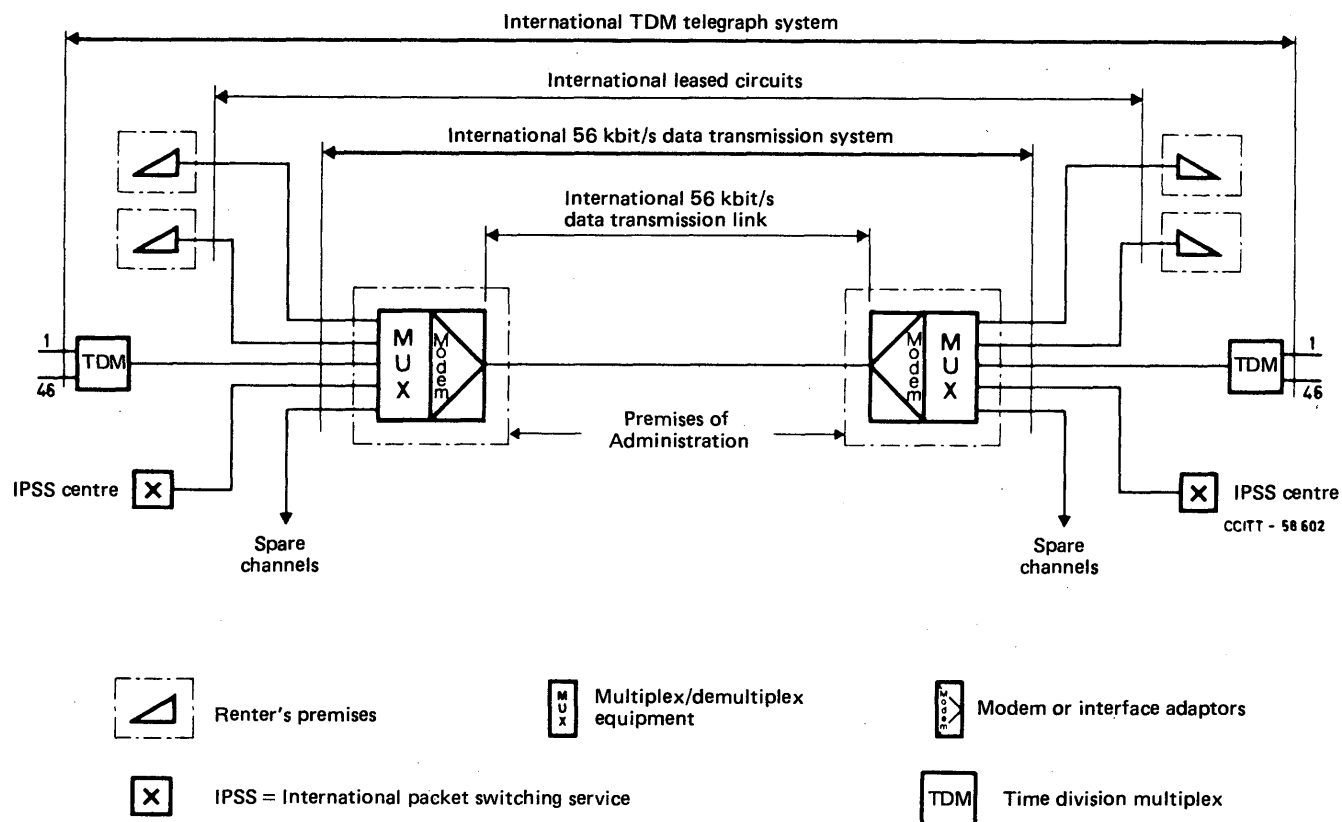 International TDM telegraph system
International leased circuits
International 56 kbit/s data transmission system
International 56 kbit/s
data transmission link
1
TDM
46
MUX
Modem
Modem
MUX
1
TDM
46
Premises of
Administration
IPSS centre
X
X
IPSS centre
CCITT - 58 602
Spare
channels
Spare
channels
Renter's premises
MUX
Multiplex/demultiplex
equipment
Modem
Modem or interface adaptors
X
IPSS = International packet switching service
TDM
Time division multiplex